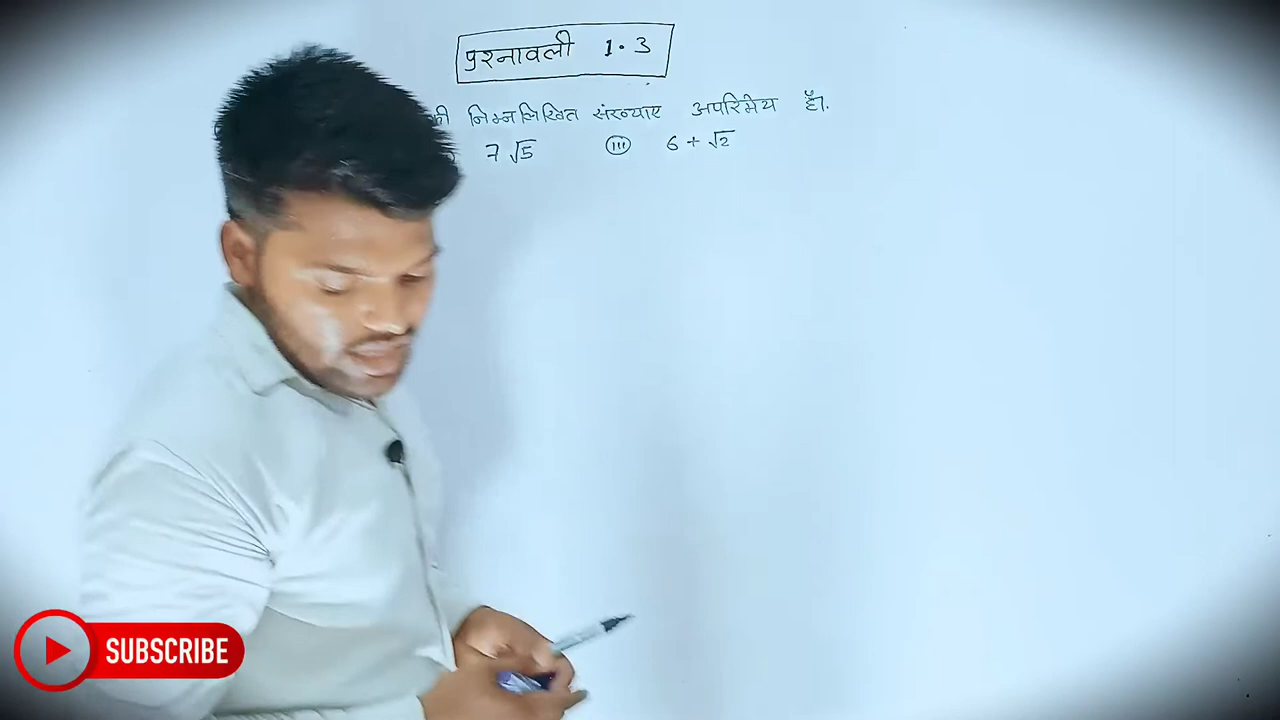 प्रश्नावली 1.3
की निम्नलिखित संख्याए अपरिमेय हैं।
7√5 (iii) 6+√2
SUBSCRIBE